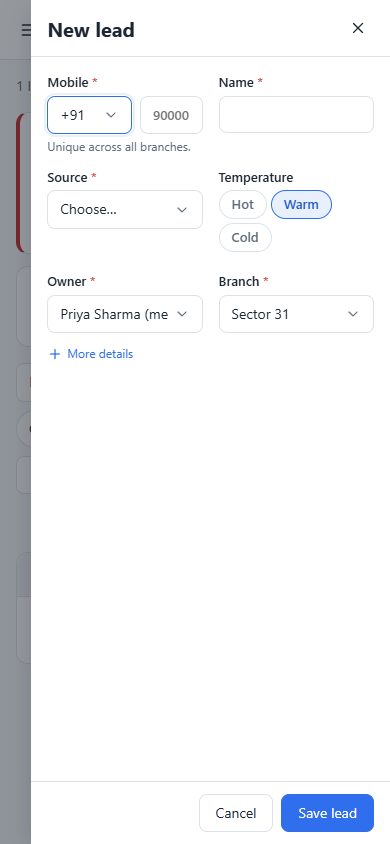 New lead
Mobile *
Name *
+91
90000
Unique across all branches.
Source *
Temperature
Choose...
Hot
Warm
Cold
Owner *
Branch *
Priya Sharma (me
Sector 31
+ More details
Cancel
Save lead